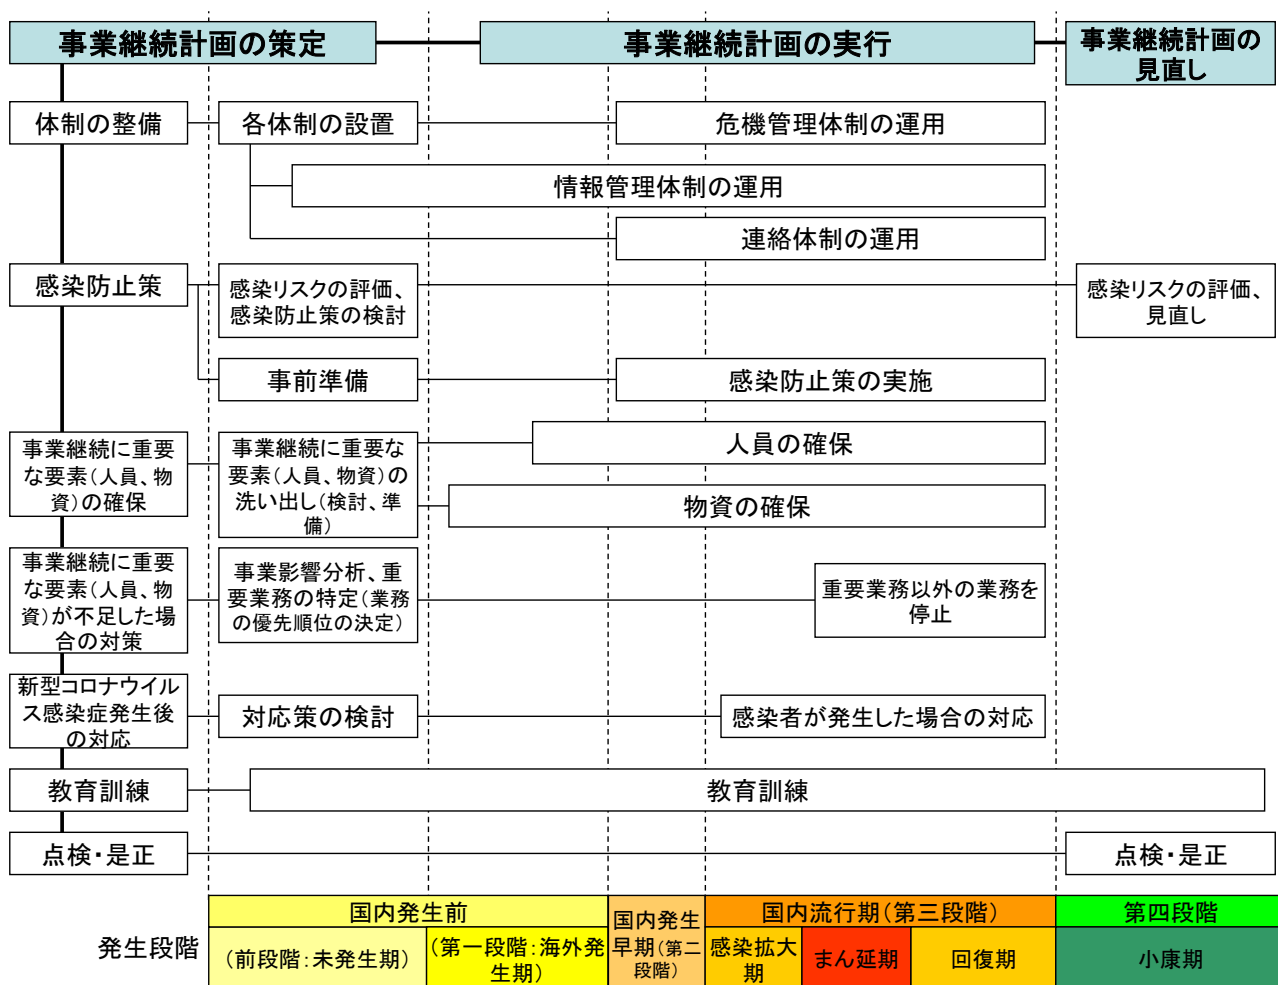 事業継続計画の策定
事業継続計画の実行
事業継続計画の
見直し
体制の整備
各体制の設置
危機管理体制の運用
情報管理体制の運用
連絡体制の運用
感染防止策
感染リスクの評価、
感染防止策の検討
感染リスクの評価、
見直し
事前準備
感染防止策の実施
事業継続に重要
な要素(人員、物
資)の確保
事業継続に重要な
要素(人員、物資)の
洗い出し(検討、準
備)
人員の確保
物資の確保
事業継続に重要
な要素(人員、物
資)が不足した場
合の対策
事業影響分析、重
要業務の特定(業務
の優先順位の決定)
重要業務以外の業務を
停止
新型コロナウイル
ス感染症発生後
の対応
対応策の検討
感染者が発生した場合の対応
教育訓練
教育訓練
点検・是正
点検・是正
発生段階
国内発生前
(前段階:未発生期)
(第一段階:海外発
生期)
国内発生
早期(第二
段階)
国内流行期(第三段階)
感染拡大
期
まん延期
回復期
第四段階
小康期